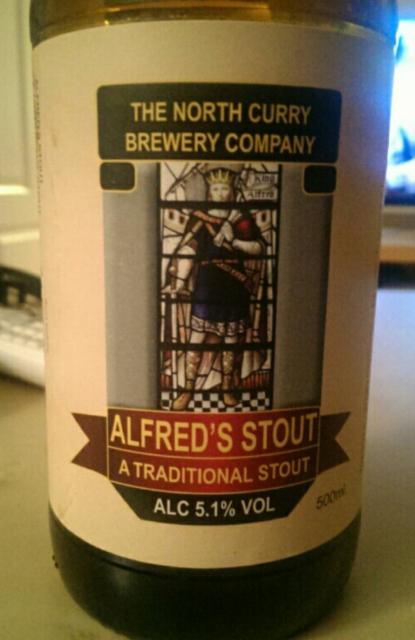 THE NORTH CURRY
BREWERY COMPANY
King
Alfred
ALFRED'S STOUT
A TRADITIONAL STOUT
ALC 5.1% VOL
500ml